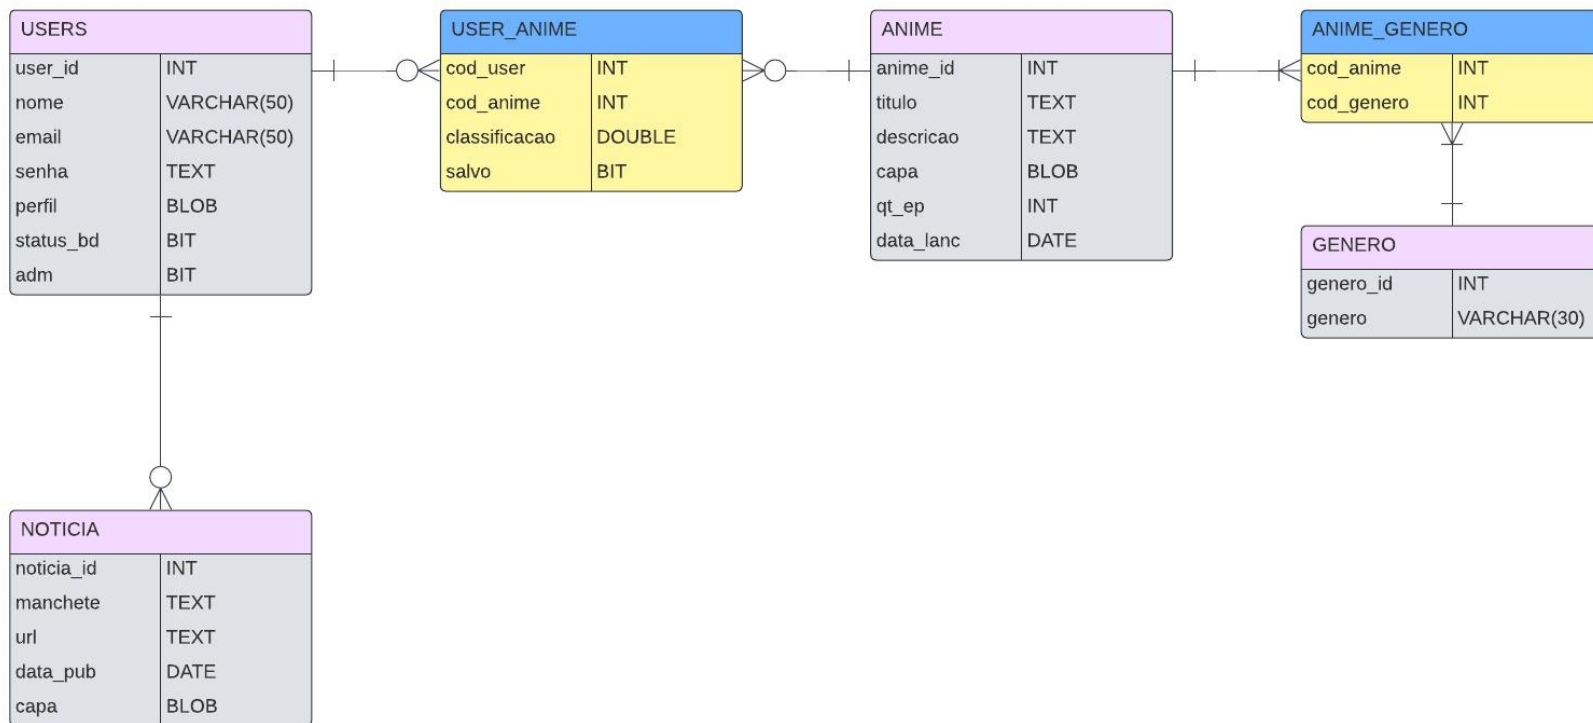 USERS
user_id INT
nome VARCHAR(50)
email VARCHAR(50)
senha TEXT
perfil BLOB
status_bd BIT
adm BIT
USER_ANIME
cod_user INT
cod_anime INT
classificacao DOUBLE
salvo BIT
ANIME
anime_id INT
titulo TEXT
descricao TEXT
capa BLOB
qt_ep INT
data_lanc DATE
ANIME_GENERO
cod_anime INT
cod_genero INT
GENERO
genero_id INT
genero VARCHAR(30)
NOTICIA
noticia_id INT
manchete TEXT
url TEXT
data_pub DATE
capa BLOB